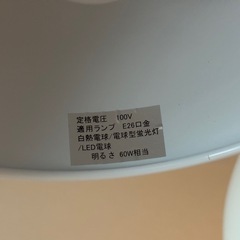 定格電圧　100V
適用ランプ　E26口金
白熱電球/電球型蛍光灯
/LED電球
明るさ 60W相当